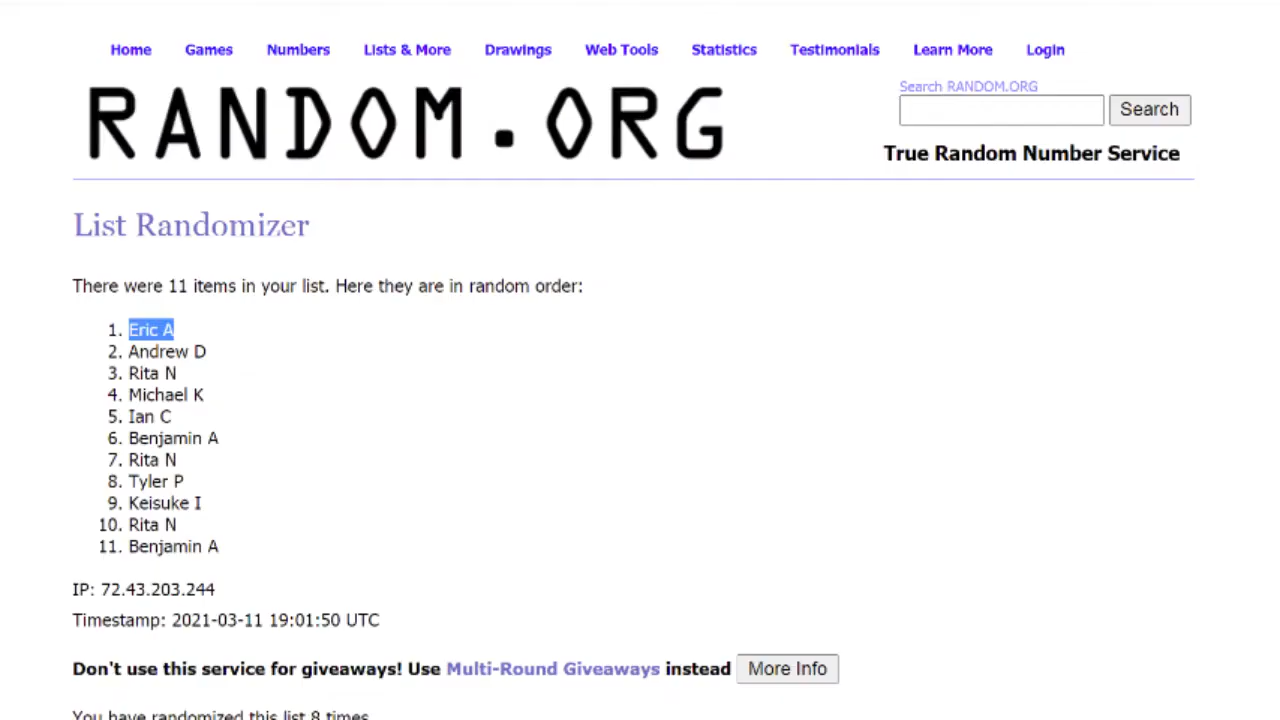 Home Games Numbers Lists & More Drawings Web Tools Statistics Testimonials Learn More Login
RANDOM.ORG
Search RANDOM.ORG
Search
True Random Number Service
List Randomizer
There were 11 items in your list. Here they are in random order:
1. Eric A
2. Andrew D
3. Rita N
4. Michael K
5. Ian C
6. Benjamin A
7. Rita N
8. Tyler P
9. Keisuke I
10. Rita N
11. Benjamin A
IP: 72.43.203.244
Timestamp: 2021-03-11 19:01:50 UTC
Don't use this service for giveaways! Use Multi-Round Giveaways instead More Info
You have randomized this list 8 times.